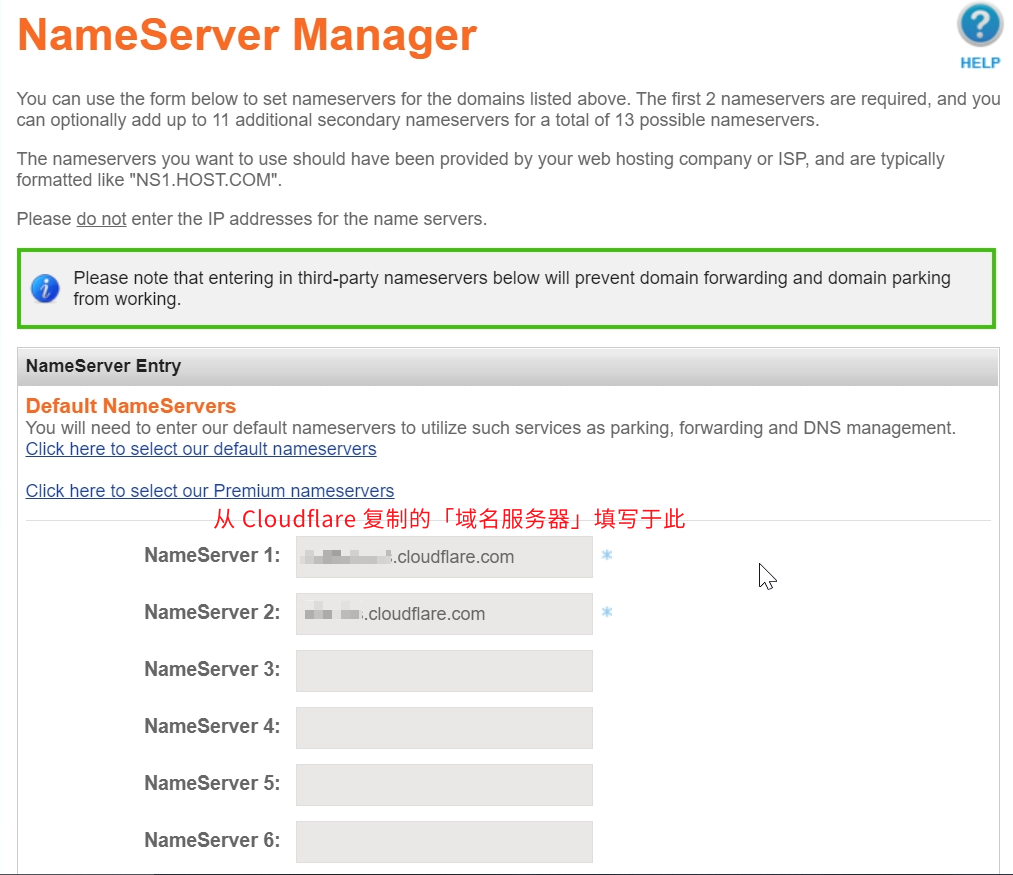 NameServer Manager
HELP
You can use the form below to set nameservers for the domains listed above. The first 2 nameservers are required, and you
can optionally add up to 11 additional secondary nameservers for a total of 13 possible nameservers.
The nameservers you want to use should have been provided by your web hosting company or ISP, and are typically
formatted like "NS1.HOST.COM".
Please do not enter the IP addresses for the name servers.
Please note that entering in third-party nameservers below will prevent domain forwarding and domain parking
from working.
NameServer Entry
Default NameServers
You will need to enter our default nameservers to utilize such services as parking, forwarding and DNS management.
Click here to select our default nameservers
Click here to select our Premium nameservers
从 Cloudflare 复制的「域名服务器」填写于此
NameServer 1: .cloudflare.com *
NameServer 2: .cloudflare.com *
NameServer 3:
NameServer 4:
NameServer 5:
NameServer 6: